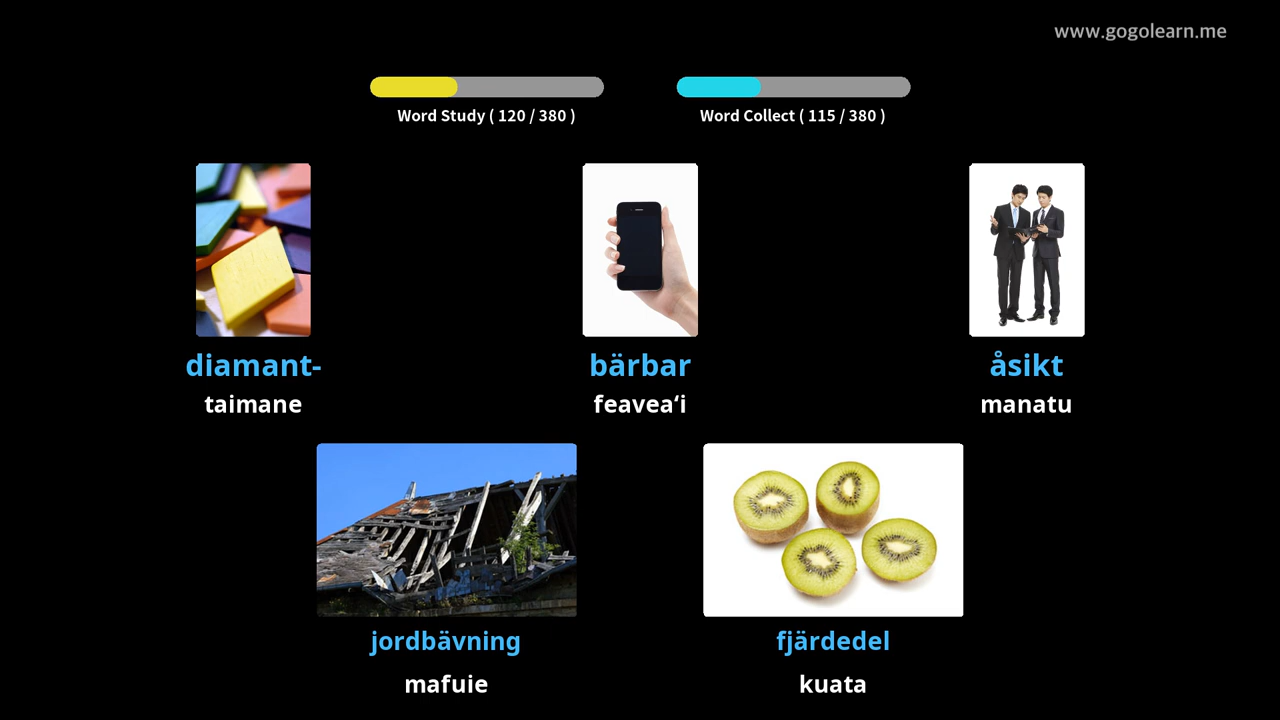 www.gogolearn.me
Word Study ( 120 / 380 )
Word Collect ( 115 / 380 )
diamant-
taimane
bärbar
feaveaʻi
åsikt
manatu
jordbävning
mafuie
fjärdedel
kuata